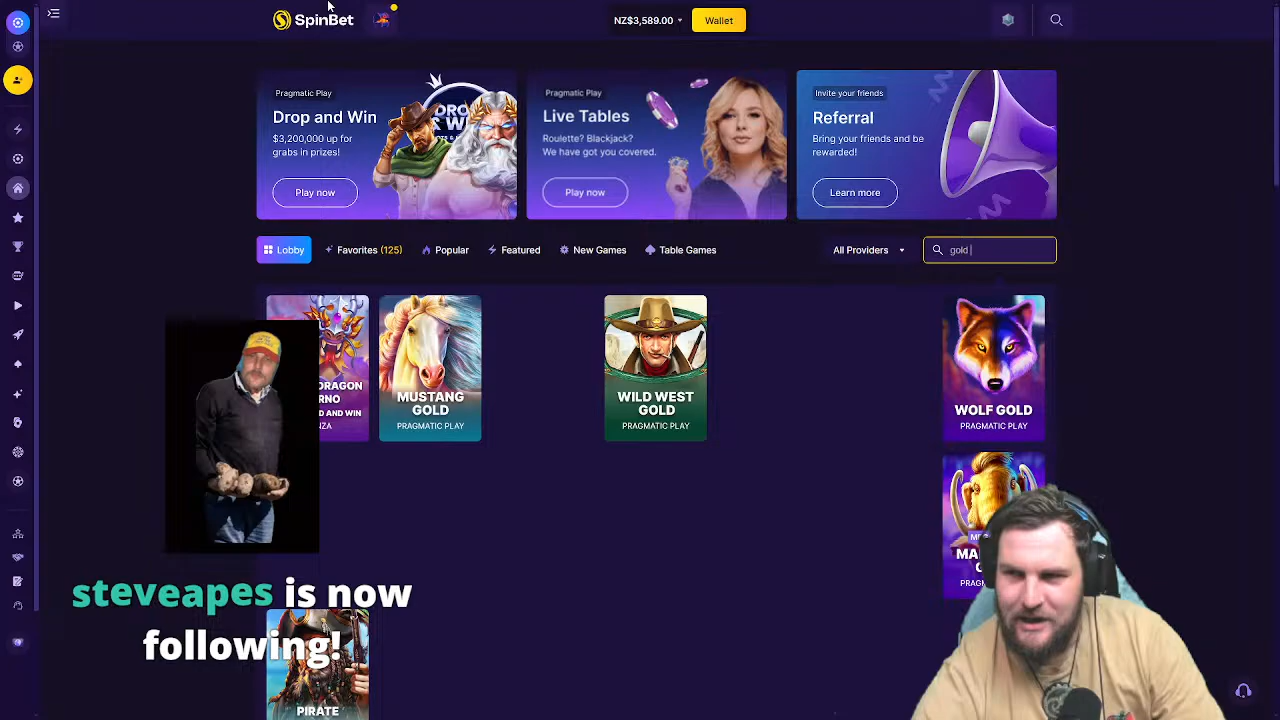 SpinBet
NZ$3,589.00
Wallet
Pragmatic Play
Drop and Win
$3,200,000 up for
grabs in prizes!
Play now
Pragmatic Play
Live Tables
Roulette? Blackjack?
We have got you covered.
Play now
Invite your friends
Referral
Bring your friends and be
rewarded!
Learn more
Lobby
Favorites (125)
Popular
Featured
New Games
Table Games
All Providers
gold
DRAGON
MUSTANG
GOLD
PRAGMATIC PLAY
WILD WEST
GOLD
PRAGMATIC PLAY
WOLF GOLD
PRAGMATIC PLAY
steveapes is now
following!
PIRATE